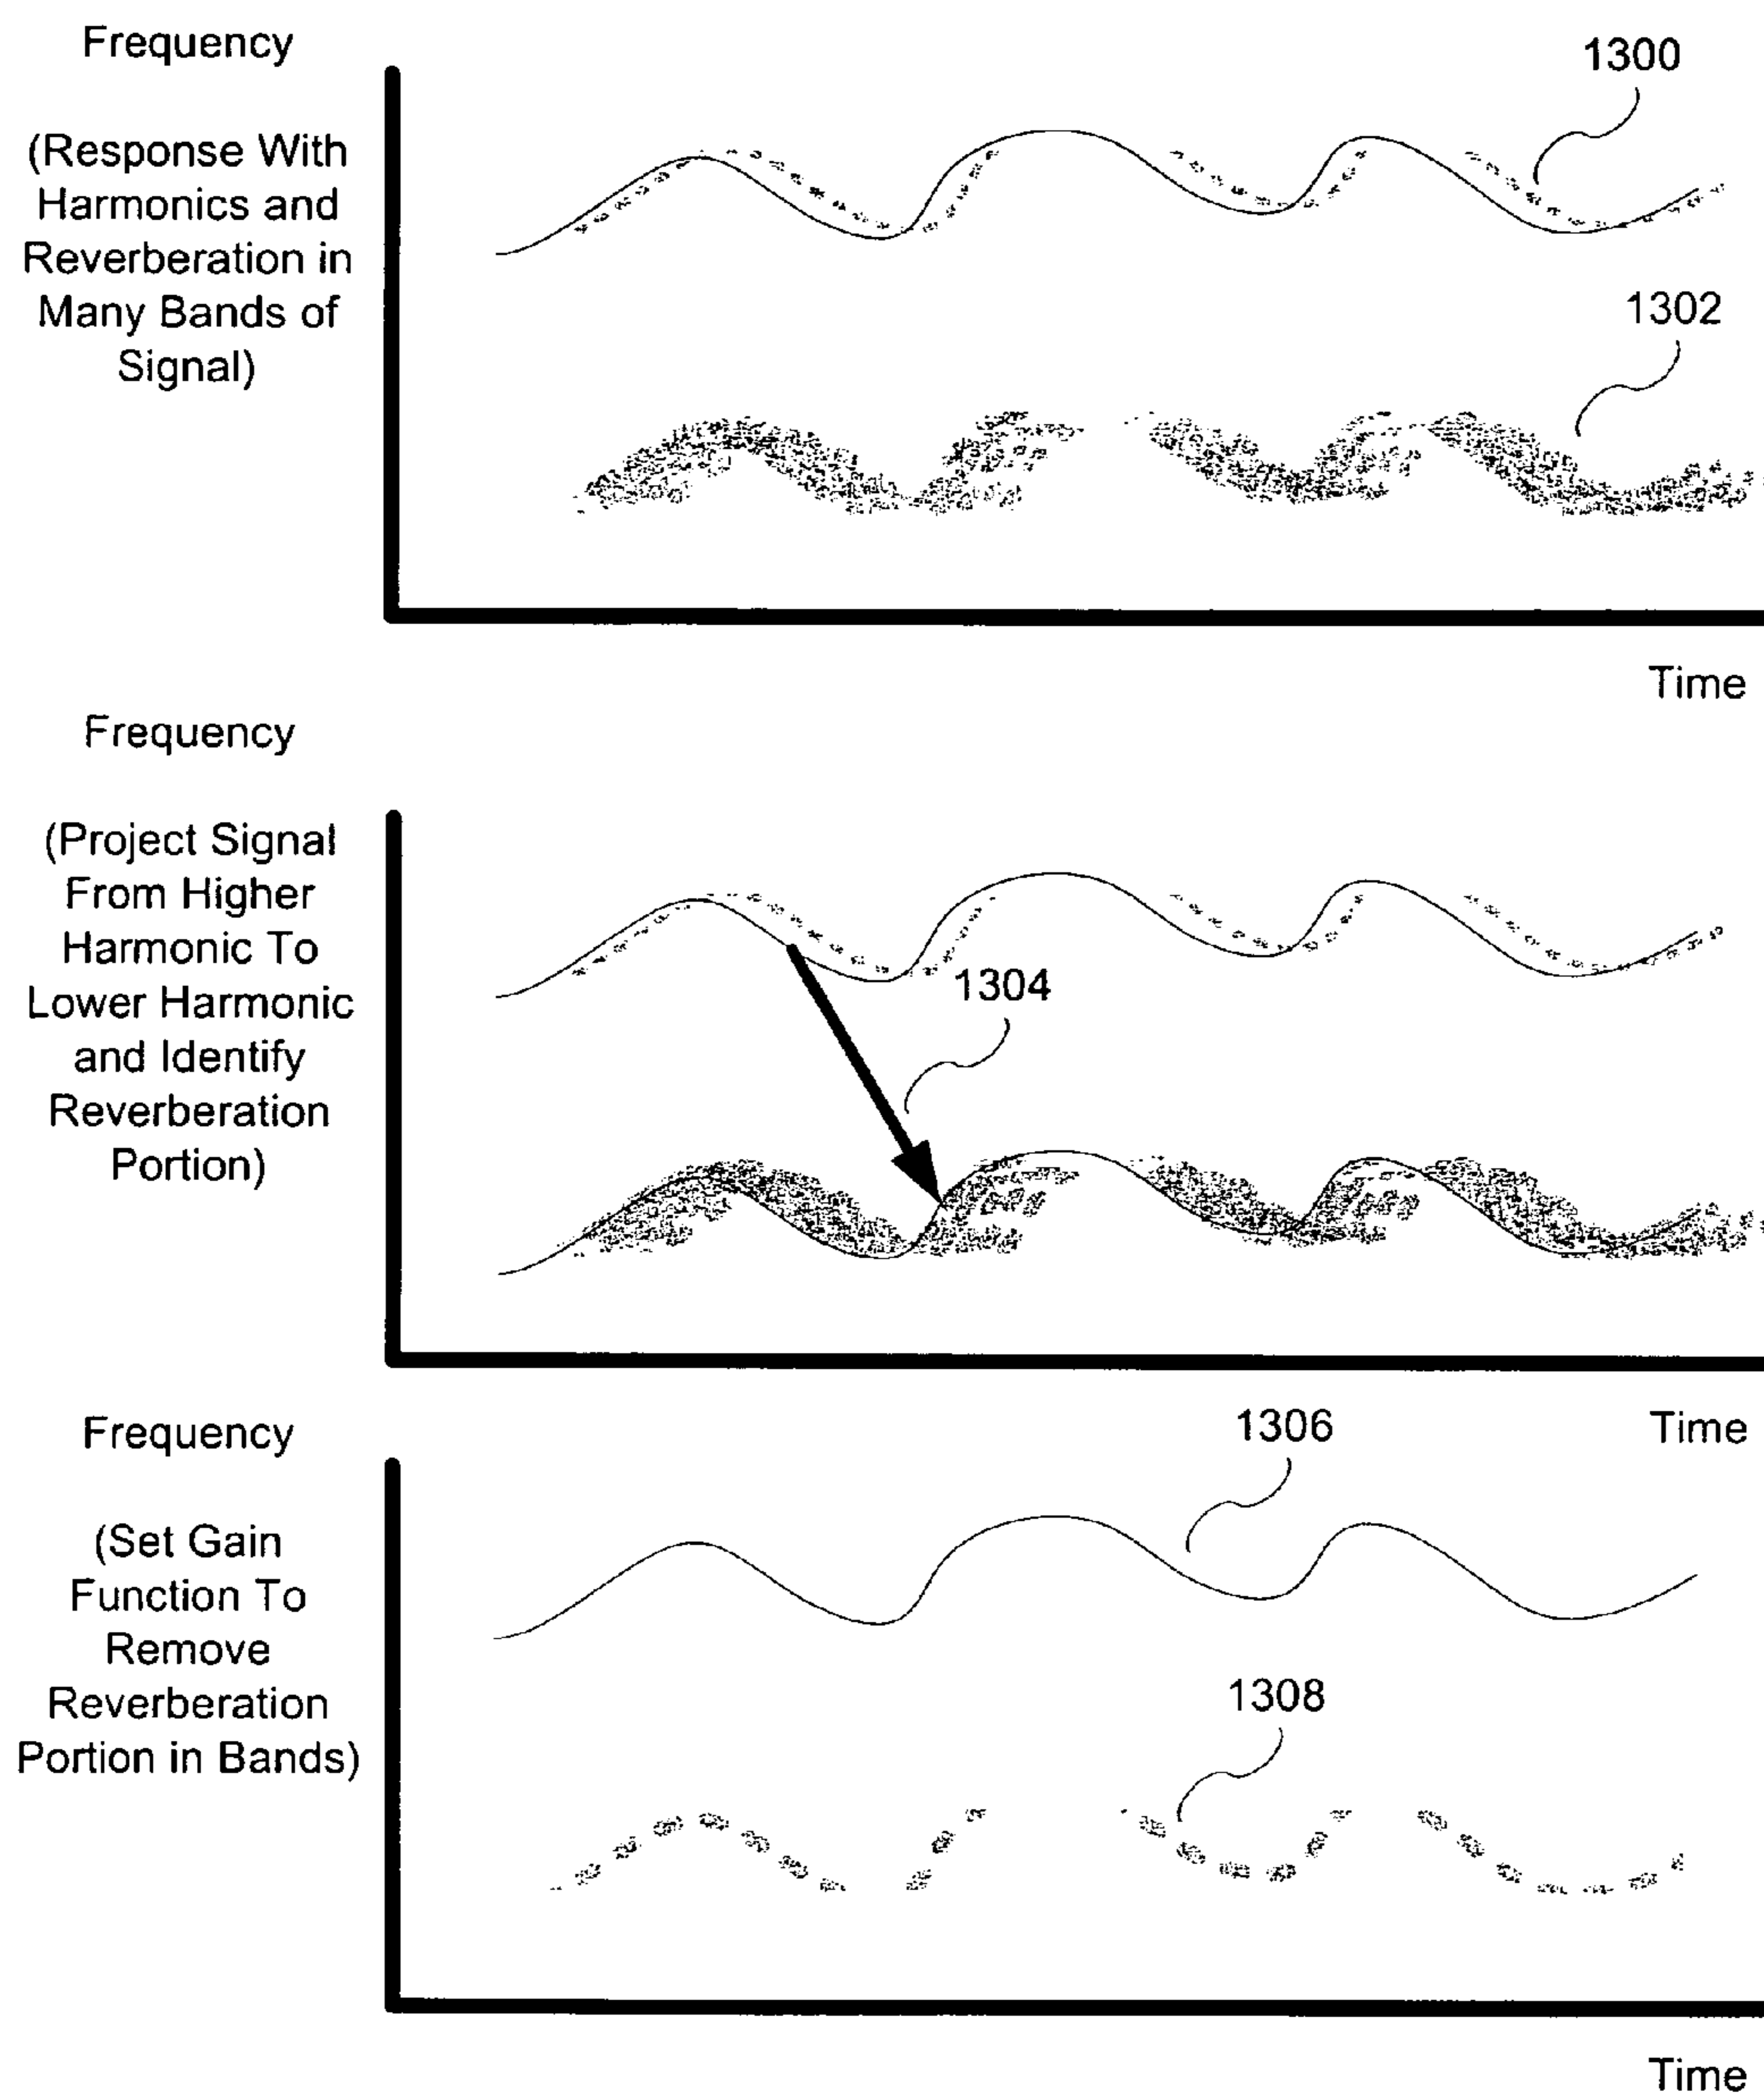 Frequency
1300
(Response With
Harmonics and
Reverberation in
Many Bands of
Signal)
1302
Time
Frequency
(Project Signal
From Higher
Harmonic To
Lower Harmonic
and Identify
Reverberation
Portion)
1304
Time
Frequency
1306
(Set Gain
Function To
Remove
Reverberation
Portion in Bands)
1308
Time